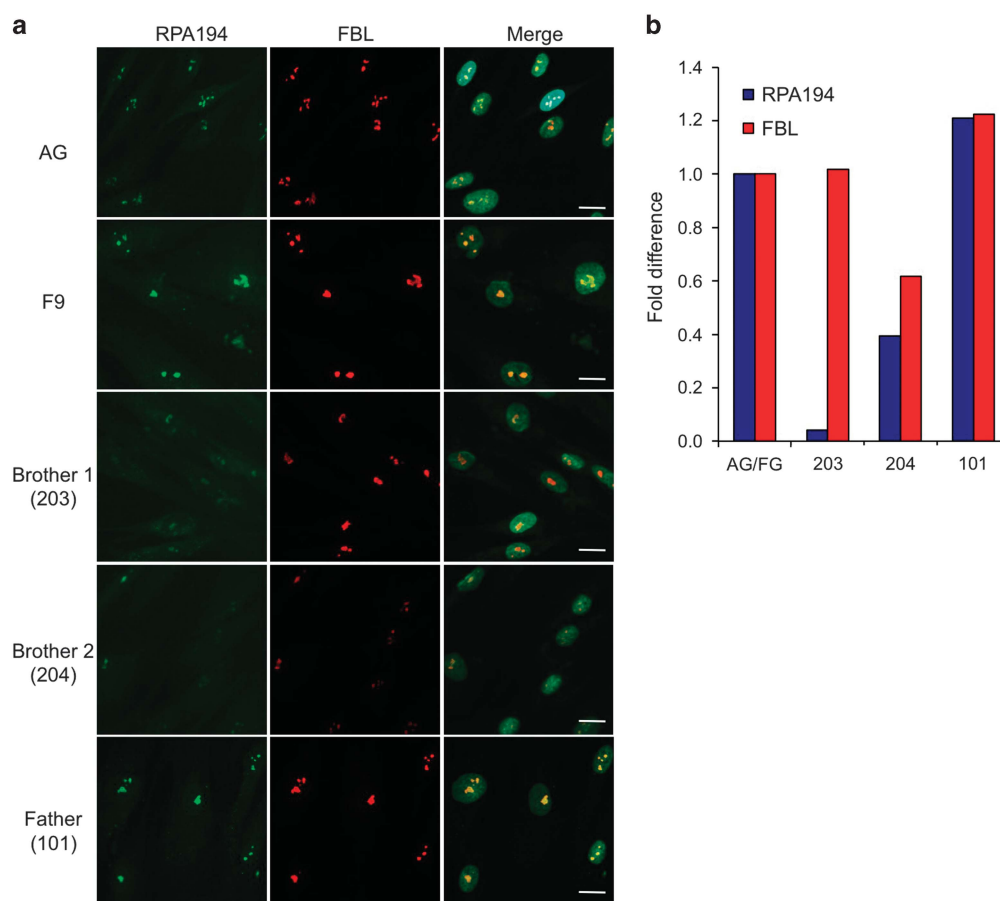 a
RPA194
FBL
Merge
AG
F9
Brother 1
(203)
Brother 2
(204)
Father
(101)
b
1.4
1.2
1.0
0.8
0.6
0.4
0.2
0.0
Fold difference
RPA194
FBL
AG/FG
203
204
101